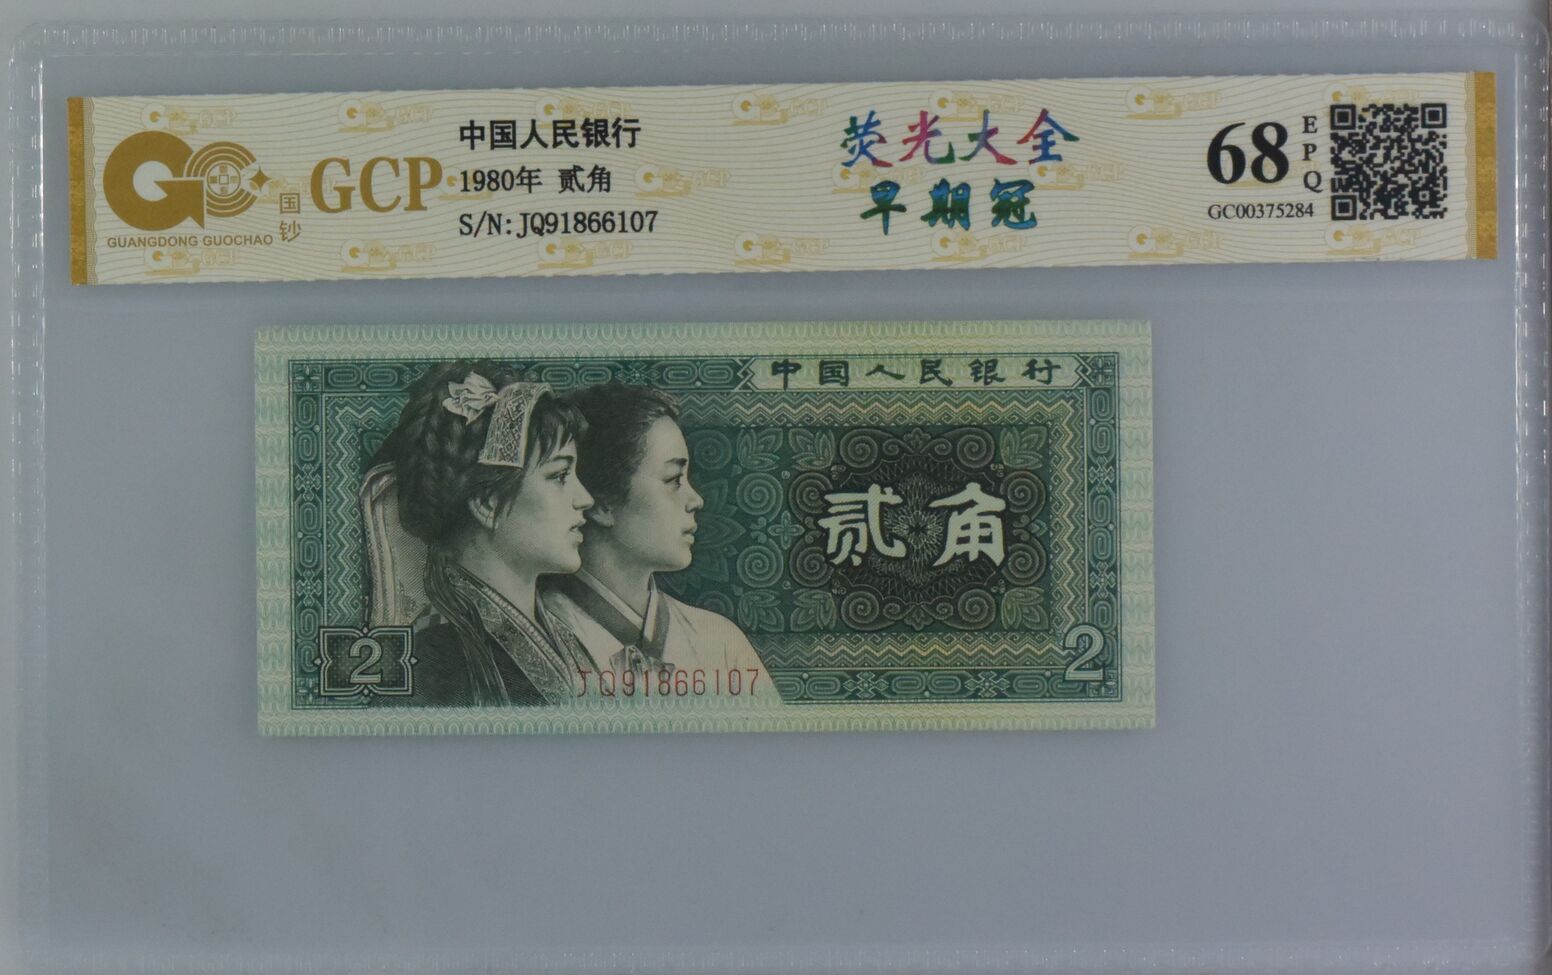 中国人民银行
1980年 贰角
S/N: JQ91866107
GCP
国钞
GUANGDONG GUOCHAO
荧光大全
早期冠
68
EPQ
GC00375284
中国人民银行
贰角
2
2
JQ91866107